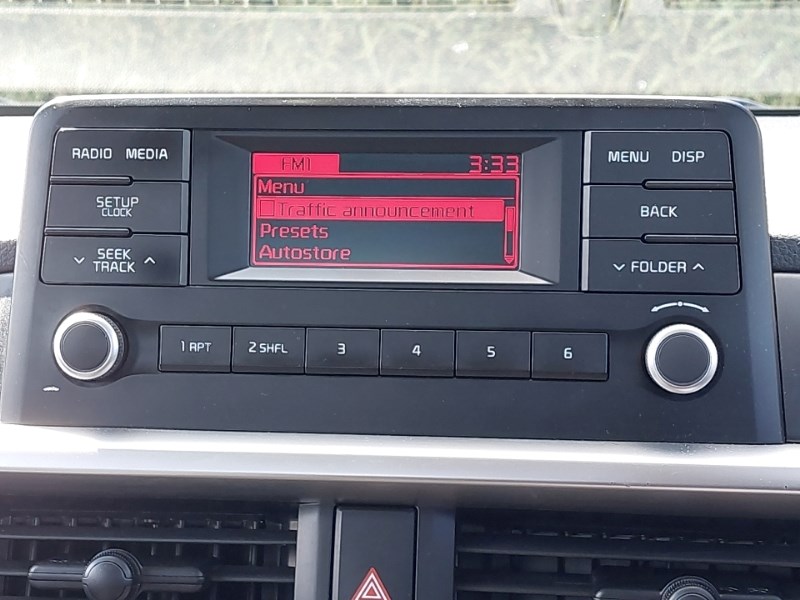 RADIO MEDIA
SETUP
CLOCK
SEEK
TRACK
FM1 3:33
Menu
Traffic announcement
Presets
Autostore
MENU DISP
BACK
FOLDER
1 RPT 2 SHFL 3 4 5 6